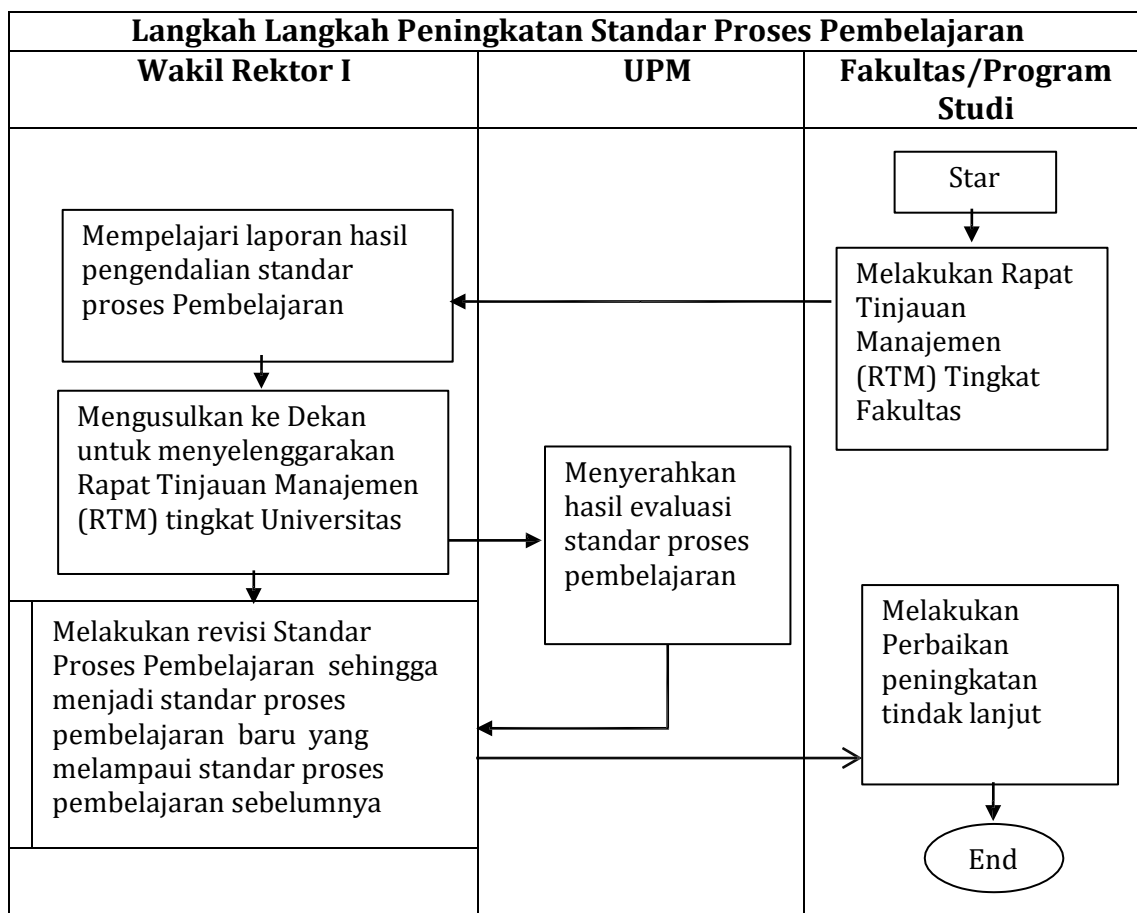 Langkah Langkah Peningkatan Standar Proses Pembelajaran
Wakil Rektor I
UPM
Fakultas/Program
Studi
Star
Mempelajari laporan hasil
pengendalian standar
proses Pembelajaran
Melakukan Rapat
Tinjauan
Manajemen
(RTM) Tingkat
Fakultas
Mengusulkan ke Dekan
untuk menyelenggarakan
Rapat Tinjauan Manajemen
(RTM) tingkat Universitas
Menyerahkan
hasil evaluasi
standar proses
pembelajaran
Melakukan revisi Standar
Proses Pembelajaran sehingga
menjadi standar proses
pembelajaran baru yang
melampaui standar proses
pembelajaran sebelumnya
Melakukan
Perbaikan
peningkatan
tindak lanjut
End